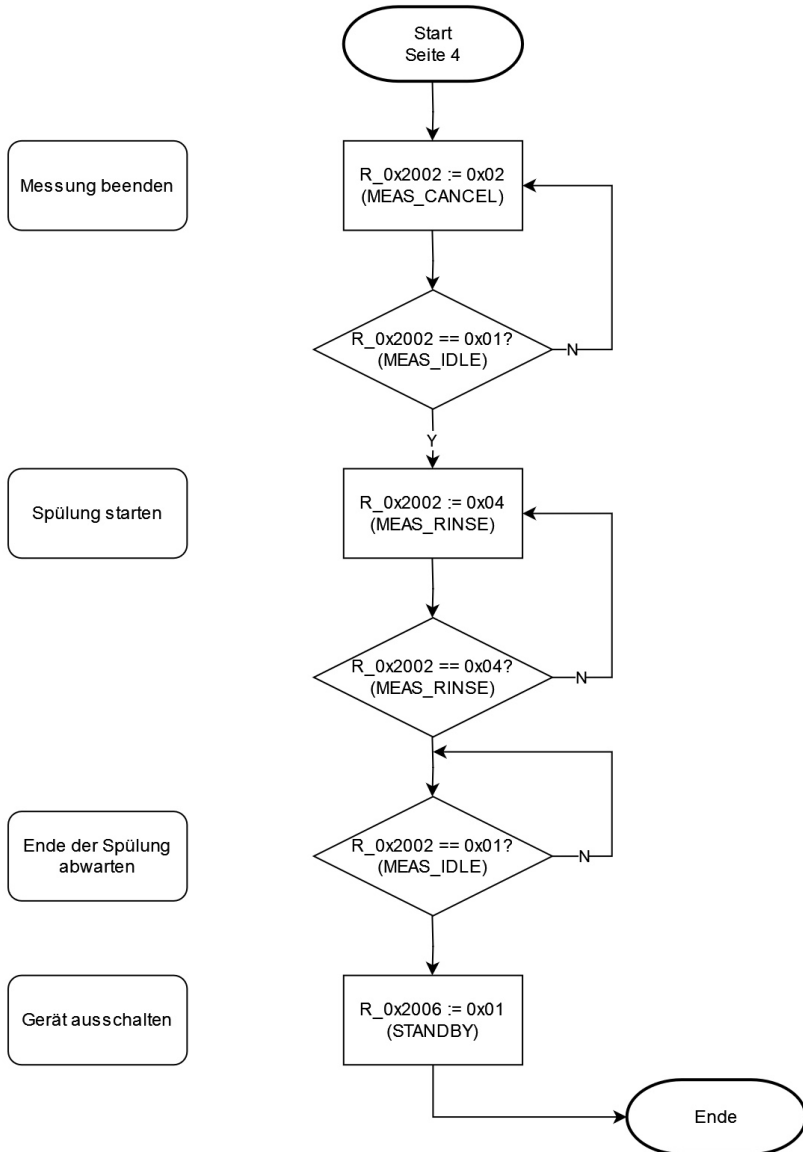 Start
Seite 4
Messung beenden
R_0x2002 := 0x02
(MEAS_CANCEL)
R_0x2002 == 0x01?
(MEAS_IDLE)
N
Y
Spülung starten
R_0x2002 := 0x04
(MEAS_RINSE)
R_0x2002 == 0x04?
(MEAS_RINSE)
N
Ende der Spülung
abwarten
R_0x2002 == 0x01?
(MEAS_IDLE)
N
Gerät ausschalten
R_0x2006 := 0x01
(STANDBY)
Ende